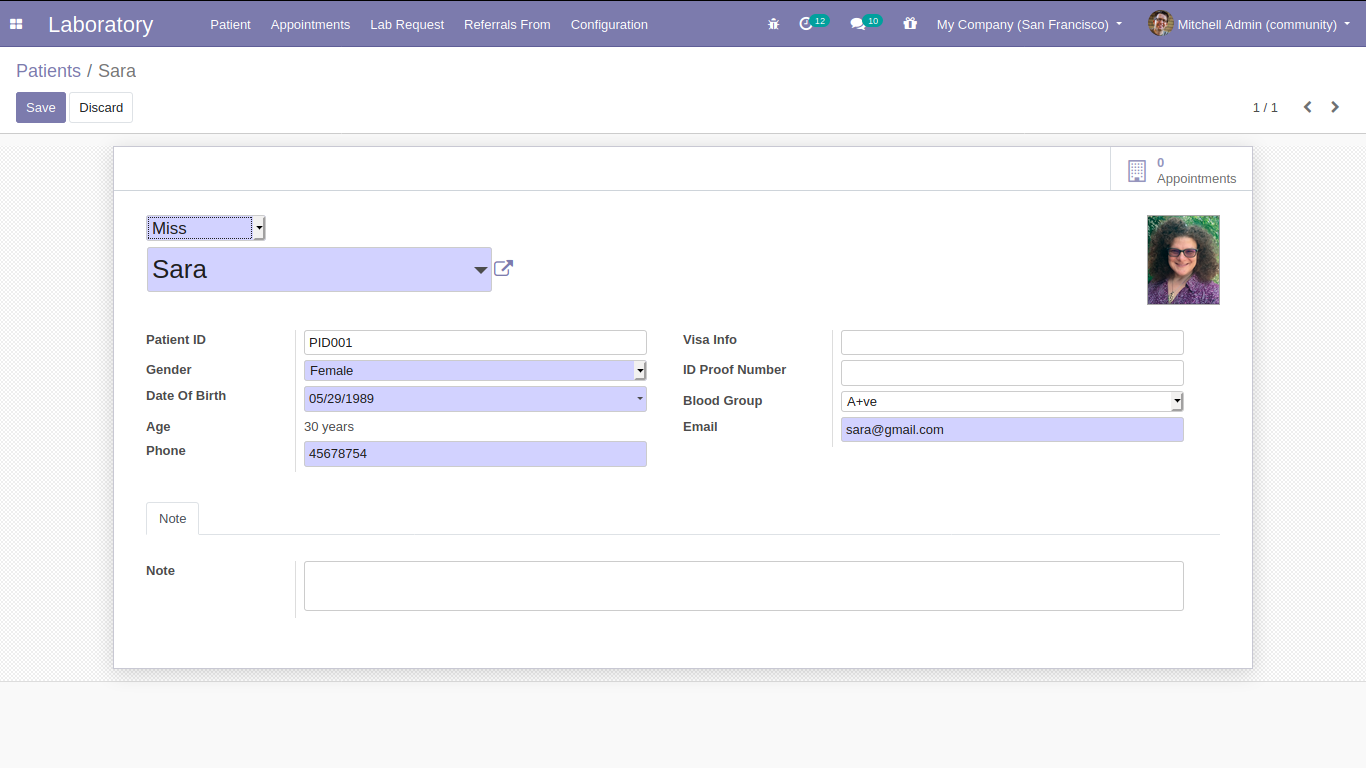 Laboratory Patient Appointments Lab Request Referrals From Configuration 12 10 My Company (San Francisco) Mitchell Admin (community)
Patients / Sara
Save Discard 1 / 1
0
Appointments
Miss
Sara
Patient ID PID001 Visa Info
Gender Female ID Proof Number
Date Of Birth 05/29/1989 Blood Group A+ve
Age 30 years Email sara@gmail.com
Phone 45678754
Note
Note